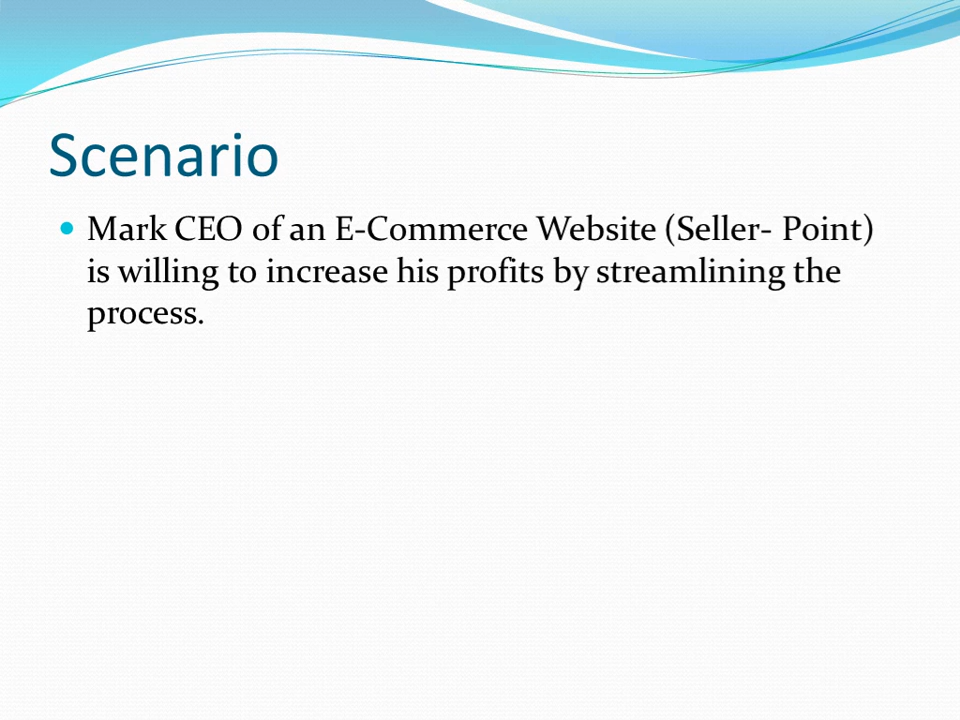 Scenario
Mark CEO of an E-Commerce Website (Seller- Point)
is willing to increase his profits by streamlining the
process.